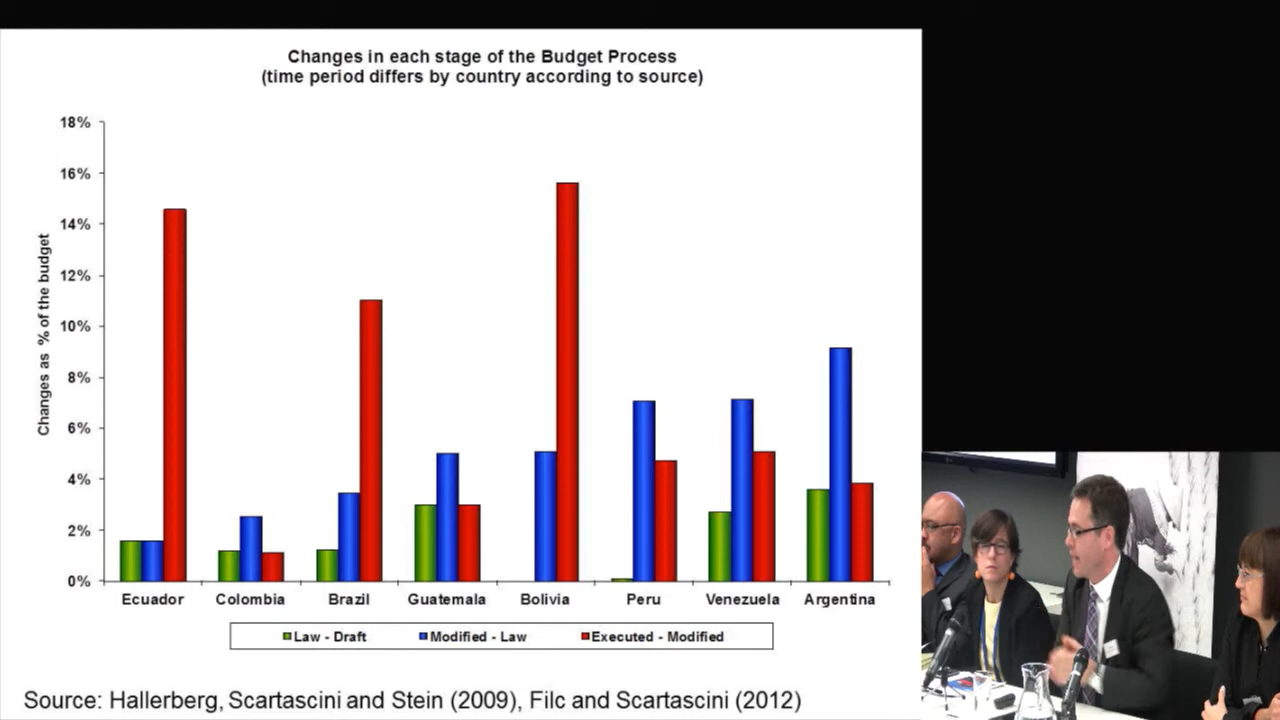 Changes in each stage of the Budget Process
(time period differs by country according to source)
Changes as % of the budget
18%
16%
14%
12%
10%
8%
6%
4%
2%
0%
Ecuador Colombia Brazil Guatemala Bolivia Peru Venezuela Argentina
Law - Draft Modified - Law Executed - Modified
Source: Hallerberg, Scartascini and Stein (2009), Filc and Scartascini (2012)